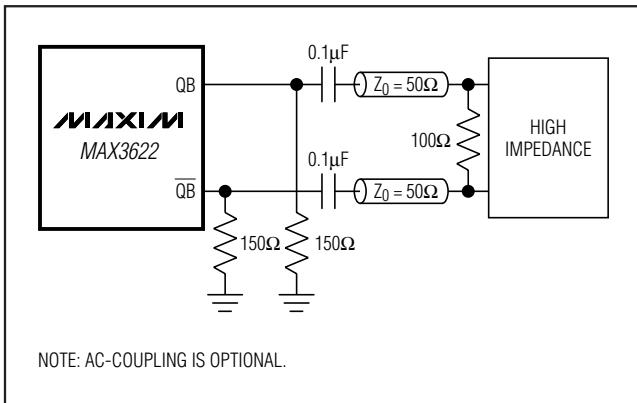 0.1μF
QB
Z₀ = 50Ω
MAXIM
MAX3622
100Ω
HIGH
IMPEDANCE
0.1μF
Q̅B̅
Z₀ = 50Ω
150Ω
150Ω
NOTE: AC-COUPLING IS OPTIONAL.